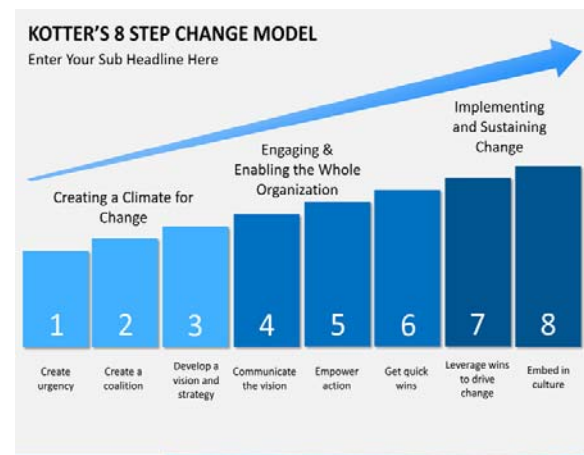 KOTTER'S 8 STEP CHANGE MODEL
Enter Your Sub Headline Here
Implementing
and Sustaining
Change
Engaging &
Enabling the Whole
Organization
Creating a Climate for
Change
1
2
3
4
5
6
7
8
Create
urgency
Create a
coalition
Develop a
vision and
strategy
Communicate
the vision
Empower
action
Get quick
wins
Leverage wins
to drive
change
Embed in
culture